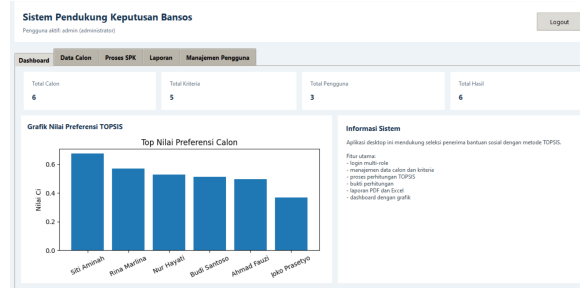 Sistem Pendukung Keputusan Bansos
Pengguna aktif: admin (administrator)
Logout
Dashboard
Data Calon
Proses SPK
Laporan
Manajemen Pengguna
Total Calon
6
Total Kriteria
5
Total Pengguna
3
Total Hasil
6
Grafik Nilai Preferensi TOPSIS
Top Nilai Preferensi Calon
Nilai Ci
0.6
0.4
0.2
0.0
Siti Aminah
Rina Marlina
Nur Hayati
Budi Santoso
Ahmad Fauzi
Joko Prasetyo
Informasi Sistem
Aplikasi desktop ini mendukung seleksi penerima bantuan sosial dengan metode TOPSIS.
Fitur utama:
- login multi-role
- manajemen data calon dan kriteria
- proses perhitungan TOPSIS
- bukti perhitungan
- laporan PDF dan Excel
- dashboard dengan grafik